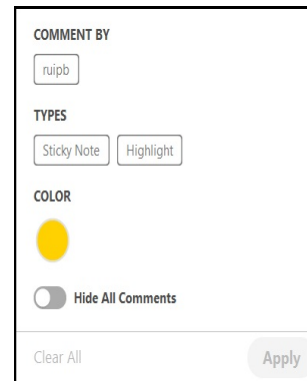 COMMENT BY
ruipb
TYPES
Sticky Note Highlight
COLOR
Hide All Comments
Clear All Apply